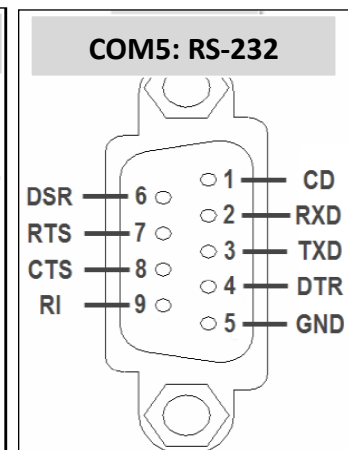 COM5: RS-232
1 CD
DSR 6
2 RXD
RTS 7
3 TXD
CTS 8
4 DTR
RI 9
5 GND